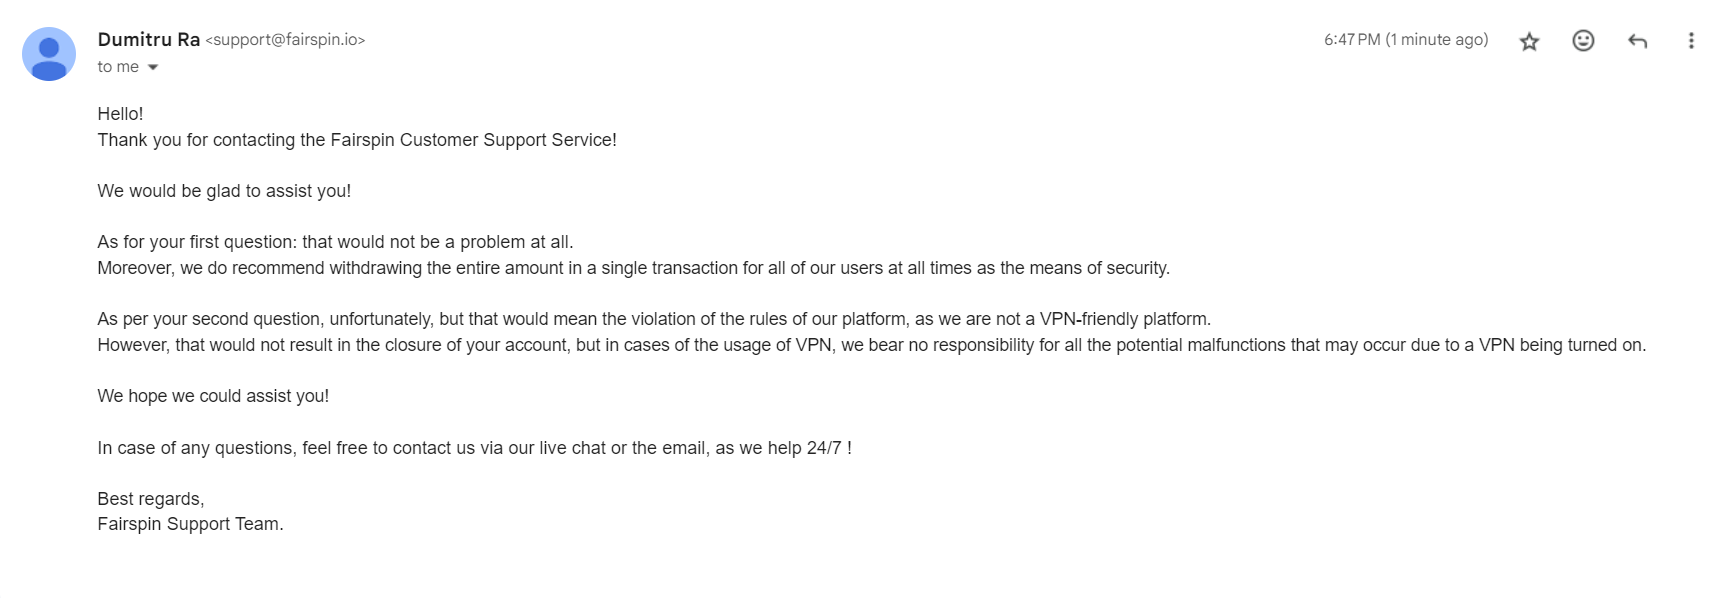 Dumitru Ra <support@fairspin.io>
6:47 PM (1 minute ago)
to me
Hello!
Thank you for contacting the Fairspin Customer Support Service!
We would be glad to assist you!
As for your first question: that would not be a problem at all.
Moreover, we do recommend withdrawing the entire amount in a single transaction for all of our users at all times as the means of security.
As per your second question, unfortunately, but that would mean the violation of the rules of our platform, as we are not a VPN-friendly platform.
However, that would not result in the closure of your account, but in cases of the usage of VPN, we bear no responsibility for all the potential malfunctions that may occur due to a VPN being turned on.
We hope we could assist you!
In case of any questions, feel free to contact us via our live chat or the email, as we help 24/7 !
Best regards,
Fairspin Support Team.